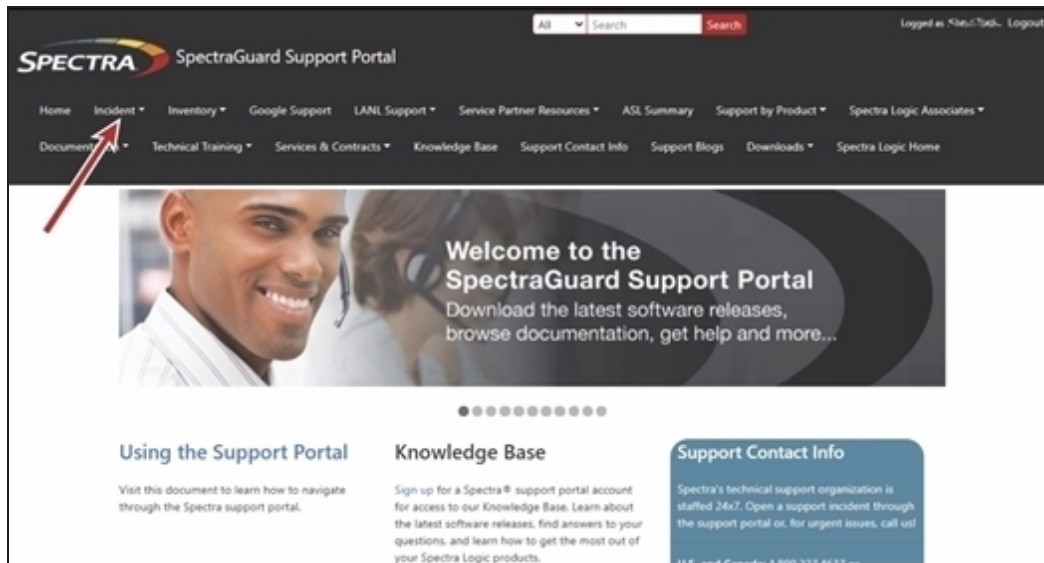 All Search Search Logged as Logout
SPECTRA SpectraGuard Support Portal
Home Incident Inventory Google Support LANL Support Service Partner Resources ASL Summary Support by Product Spectra Logic Associates
Technical Training Services & Contracts Knowledge Base Support Contact Info Support Blogs Downloads Spectra Logic Home
Welcome to the
SpectraGuard Support Portal
Download the latest software releases,
browse documentation, get help and more...
Using the Support Portal
Visit this document to learn how to navigate
through the Spectra support portal.
Knowledge Base
Sign up for a Spectra® support portal account
for access to our Knowledge Base. Learn about
the latest software releases, find answers to your
questions, and learn how to get the most out of
your Spectra Logic products.
Support Contact Info
Spectra's technical support organization is
staffed 24x7. Open a support incident through
the support portal or, for urgent issues, call us!